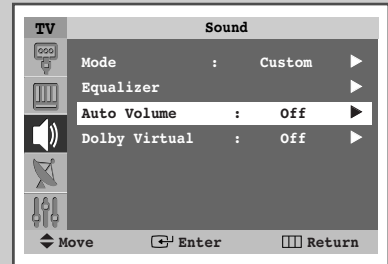 TV Sound
Mode : Custom
Equalizer
Auto Volume : Off
Dolby Virtual : Off
Move Enter Return